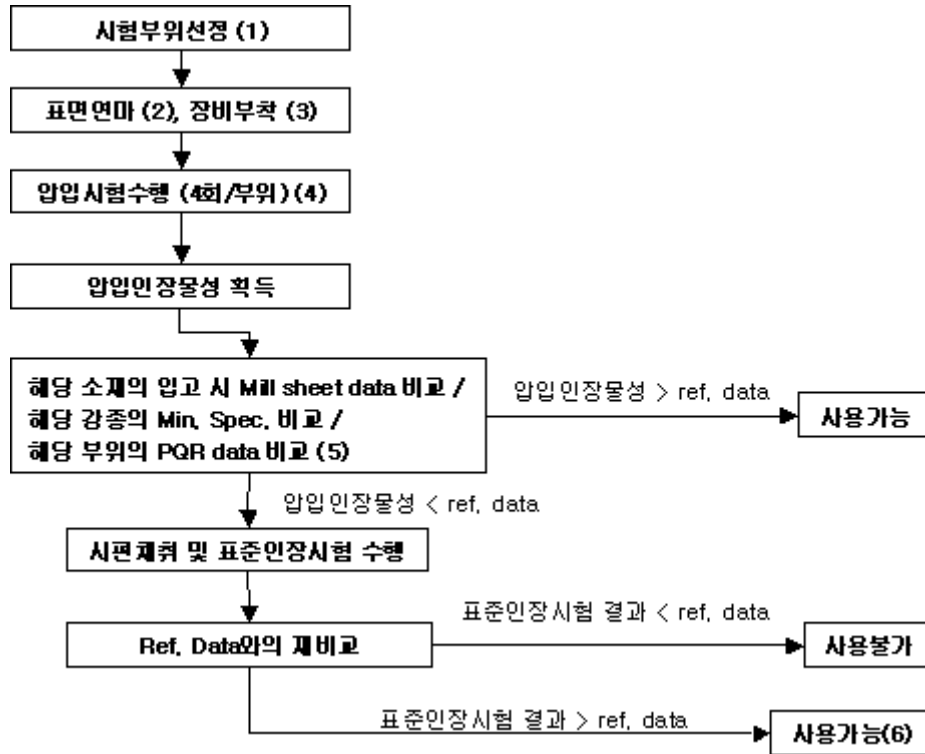 시험부위선정 (1)
표면연마 (2), 장비부착 (3)
압입시험수행 (4회/부위) (4)
압입인장물성 획득
해당 소재의 입고 시 Mill sheet data 비교 /
해당 강종의 Min, Spec, 비교 /
해당 부위의 PQR data 비교 (5)
압입인장물성 > ref, data
사용가능
압입인장물성 < ref, data
시편채취 및 표준인장시험 수행
표준인장시험 결과 < ref, data
Ref, Data와의 재비교
사용불가
표준인장시험 결과 > ref, data
사용가능(6)